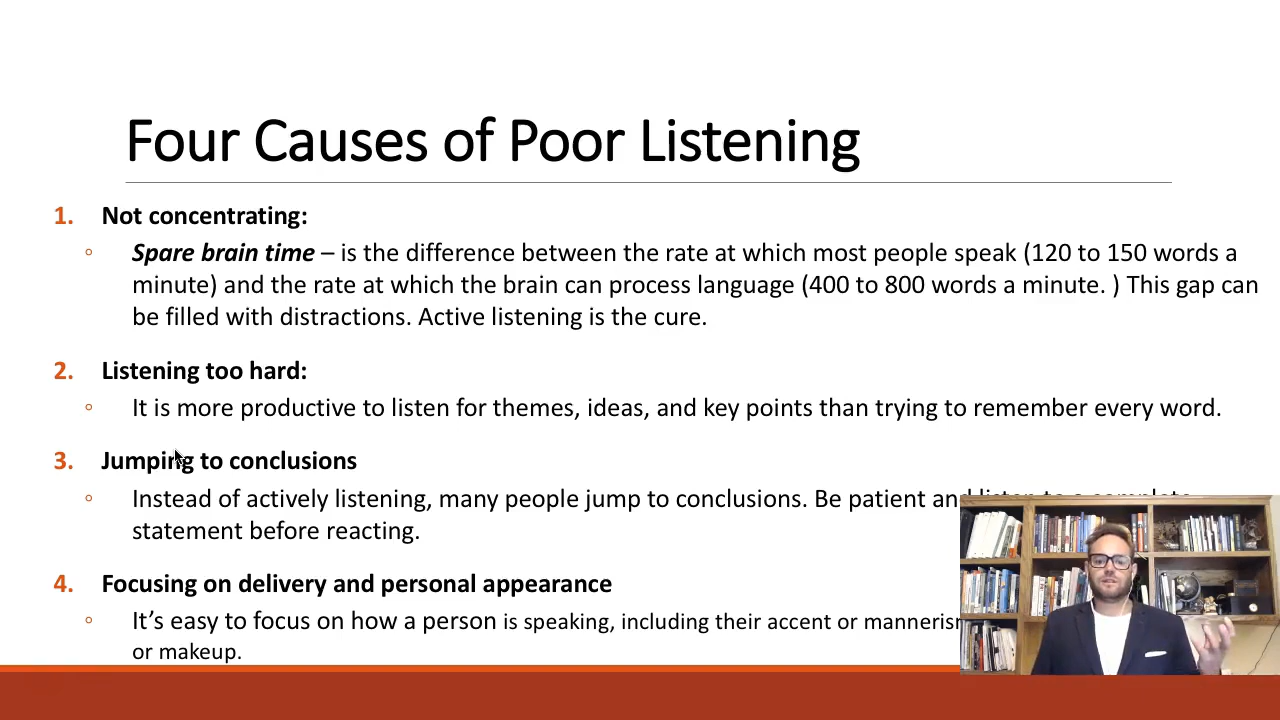 Four Causes of Poor Listening
1. Not concentrating:
◦ Spare brain time – is the difference between the rate at which most people speak (120 to 150 words a
minute) and the rate at which the brain can process language (400 to 800 words a minute. ) This gap can
be filled with distractions. Active listening is the cure.
2. Listening too hard:
◦ It is more productive to listen for themes, ideas, and key points than trying to remember every word.
3. Jumping to conclusions
◦ Instead of actively listening, many people jump to conclusions. Be patient and listen to a complete
statement before reacting.
4. Focusing on delivery and personal appearance
◦ It’s easy to focus on how a person is speaking, including their accent or
or makeup.